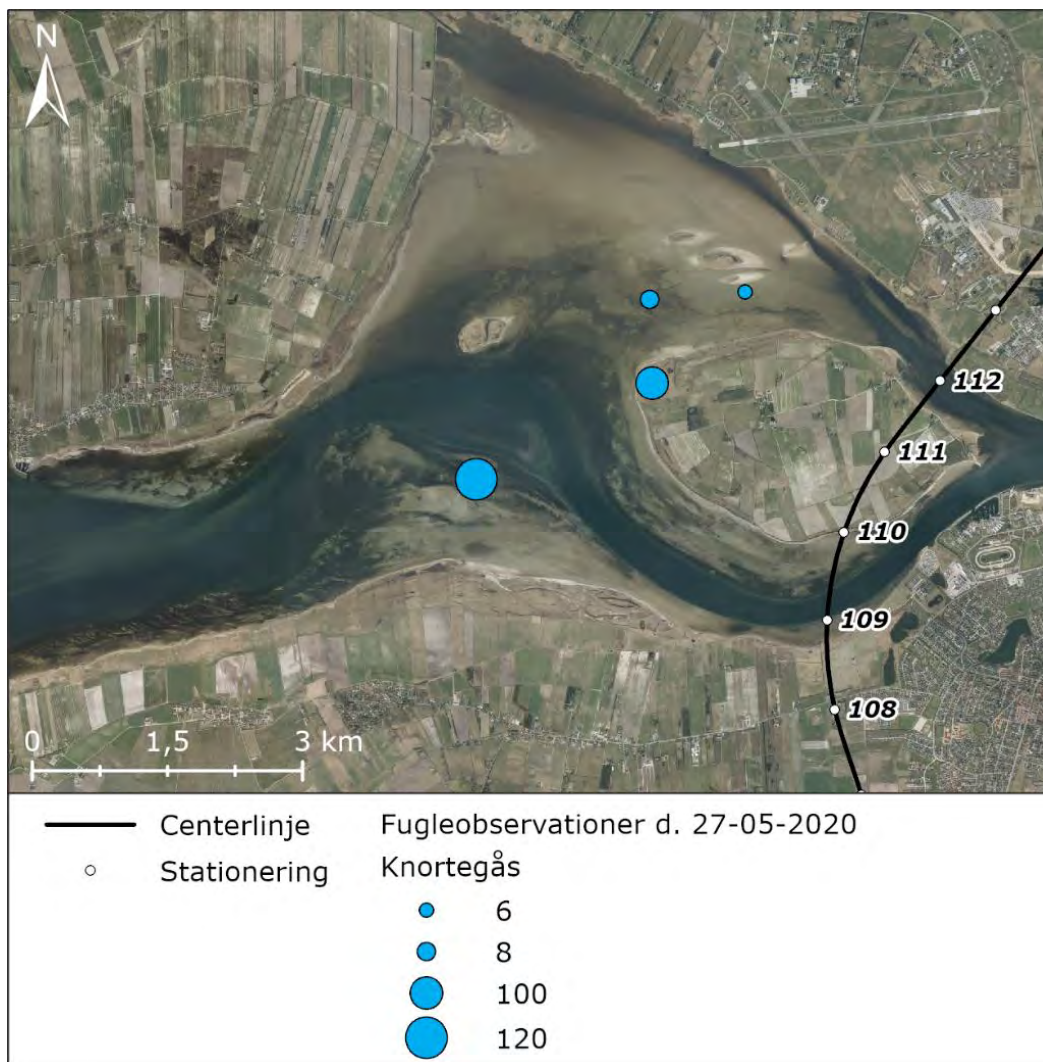 N
112
111
110
109
108
0 1,5 3 km
Centerlinje
Stationering
Fugleobservationer d. 27-05-2020
Knortegås
6
8
100
120